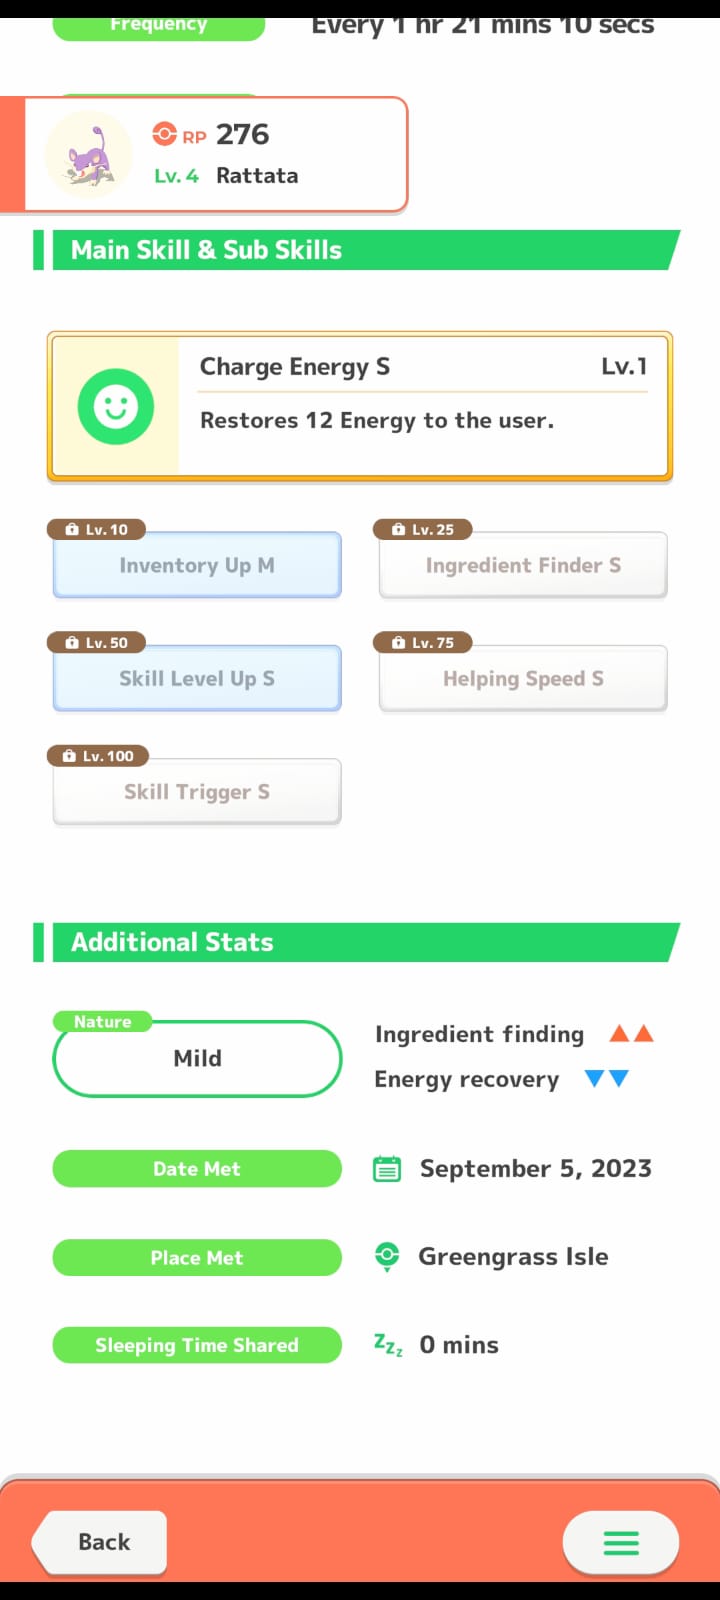 Frequency Every 1 hr 21 mins 10 secs
RP 276
Lv. 4 Rattata
Main Skill & Sub Skills
Charge Energy S Lv.1
Restores 12 Energy to the user.
Lv. 10 Lv. 25
Inventory Up M Ingredient Finder S
Lv. 50 Lv. 75
Skill Level Up S Helping Speed S
Lv. 100
Skill Trigger S
Additional Stats
Nature
Mild
Ingredient finding
Energy recovery
Date Met September 5, 2023
Place Met Greengrass Isle
Sleeping Time Shared zzz 0 mins
Back